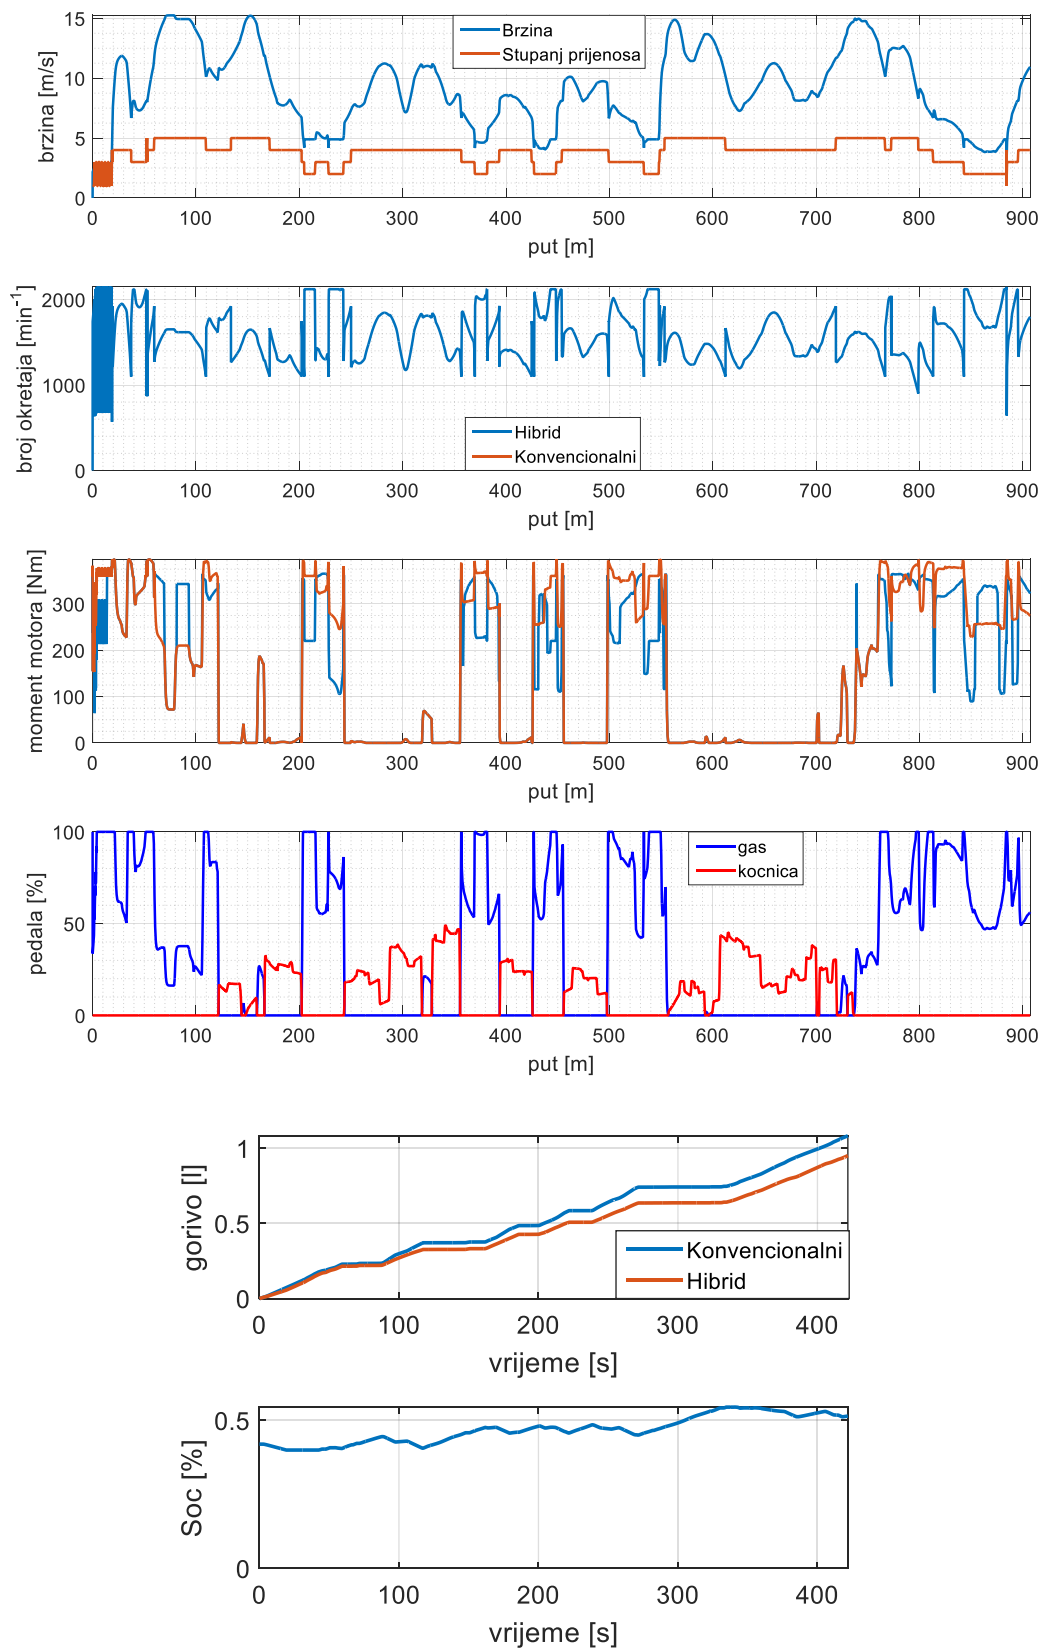 15
10
5
0
brzina [m/s]
Brzina
Stupanj prijenosa
0 100 200 300 400 500 600 700 800 900
put [m]
2000
1000
0
broj okretaja [min⁻¹]
Hibrid
Konvencionalni
0 100 200 300 400 500 600 700 800 900
put [m]
300
200
100
0
moment motora [Nm]
0 100 200 300 400 500 600 700 800 900
put [m]
100
50
0
pedala [%]
gas
kocnica
0 100 200 300 400 500 600 700 800 900
put [m]
1
0.5
0
gorivo [l]
Konvencionalni
Hibrid
0 100 200 300 400
vrijeme [s]
0.5
0
Soc [%]
0 100 200 300 400
vrijeme [s]